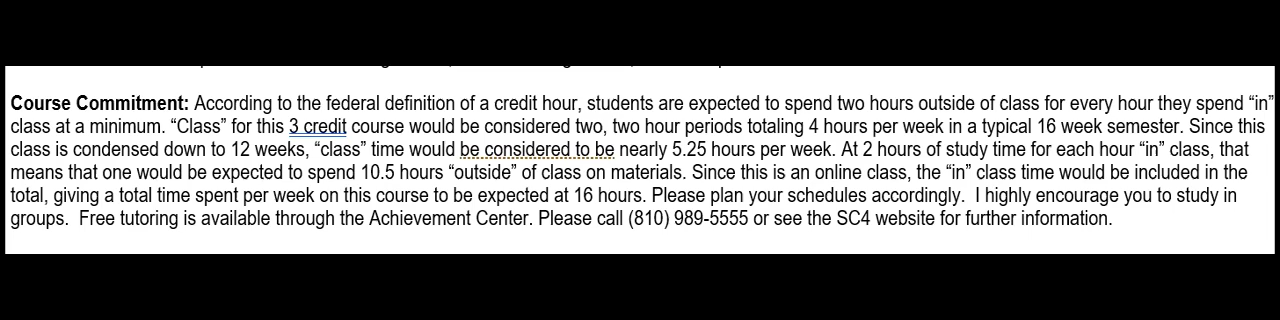 Course Commitment: According to the federal definition of a credit hour, students are expected to spend two hours outside of class for every hour they spend “in”
class at a minimum. “Class” for this 3 credit course would be considered two, two hour periods totaling 4 hours per week in a typical 16 week semester. Since this
class is condensed down to 12 weeks, “class” time would be considered to be nearly 5.25 hours per week. At 2 hours of study time for each hour “in” class, that
means that one would be expected to spend 10.5 hours “outside” of class on materials. Since this is an online class, the “in” class time would be included in the
total, giving a total time spent per week on this course to be expected at 16 hours. Please plan your schedules accordingly.  I highly encourage you to study in
groups.  Free tutoring is available through the Achievement Center. Please call (810) 989-5555 or see the SC4 website for further information.